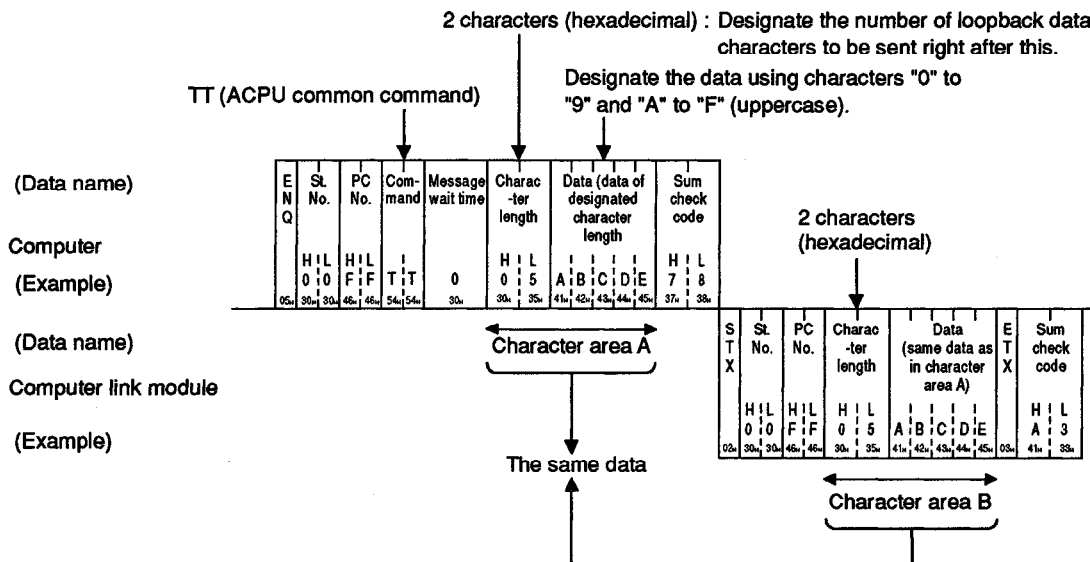 2 characters (hexadecimal) : Designate the number of loopback data
characters to be sent right after this.
Designate the data using characters "0" to
"9" and "A" to "F" (uppercase).
TT (ACPU common command)
(Data name)
E N Q
St. No.
PC No.
Com- mand
Message wait time
Charac -ter length
Data (data of designated character length
Sum check code
Computer
(Example)
H L H L H L H L
0 0 F F T T 0 0 5 A B C D E 7 8
05H 30H 30H 46H 46H 54H 54H 30H 30H 35H 41H 42H 43H 44H 45H 37H 38H
2 characters
(hexadecimal)
Character area A
(Data name)
S T X
St. No.
PC No.
Charac -ter length
Data (same data as in character area A)
E T X
Sum check code
Computer link module
(Example)
H L H L H L H L
0 0 F F 0 5 A B C D E A 3
02H 30H 30H 46H 46H 30H 35H 41H 42H 43H 44H 45H 03H 41H 33H
The same data
Character area B